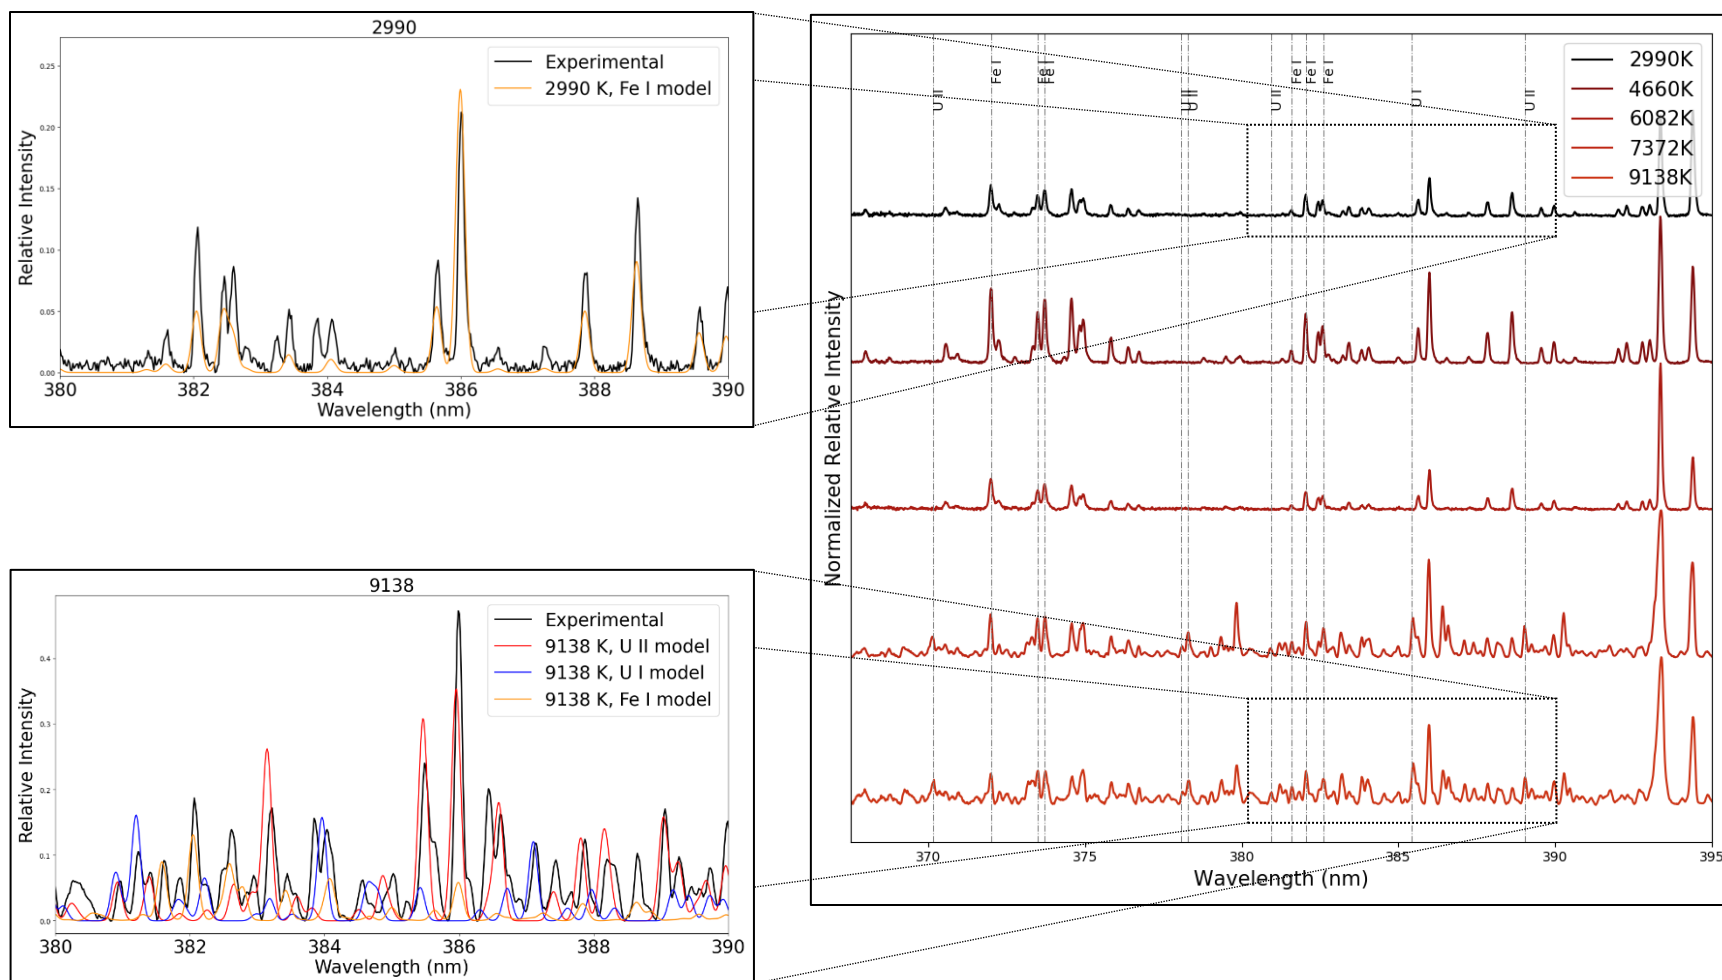 2990
Experimental
2990 K, Fe I model
Relative Intensity
0.25
0.20
0.15
0.10
0.05
0.00
380
382
384
386
388
390
Wavelength (nm)
9138
Experimental
9138 K, U II model
9138 K, U I model
9138 K, Fe I model
Relative Intensity
0.4
0.3
0.2
0.1
0.0
380
382
384
386
388
390
Wavelength (nm)
U II
Fe I
Fe I
Fe I
U II
U II
U II
Fe I
Fe I
Fe I
U I
U II
2990K
4660K
6082K
7372K
9138K
Normalized Relative Intensity
370
375
380
385
390
395
Wavelength (nm)